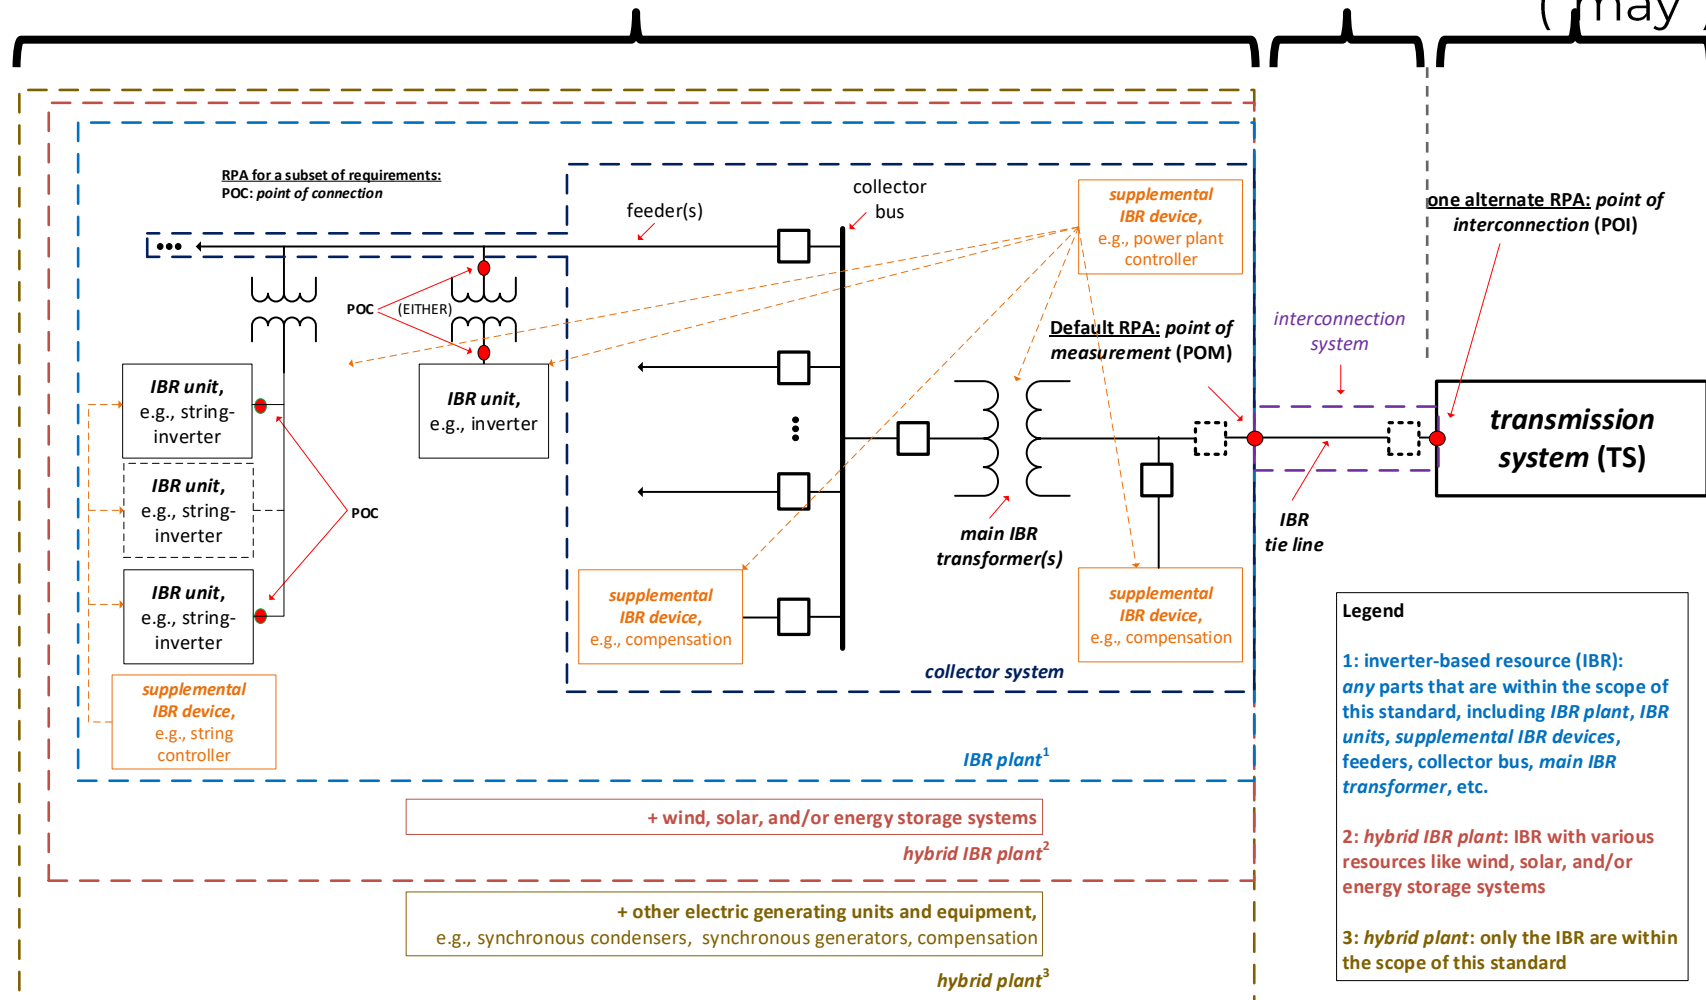 ( may )
RPA for a subset of requirements:
POC: point of connection
feeder(s)
collector
bus
supplemental
IBR device,
e.g., power plant
controller
one alternate RPA: point of
interconnection (POI)
POC
(EITHER)
Default RPA: point of
measurement (POM)
interconnection
system
IBR unit,
e.g., string-
inverter
IBR unit,
e.g., inverter
transmission
system (TS)
IBR unit,
e.g., string-
inverter
POC
main IBR
transformer(s)
IBR
tie line
IBR unit,
e.g., string-
inverter
supplemental
IBR device,
e.g., compensation
supplemental
IBR device,
e.g., compensation
collector system
supplemental
IBR device,
e.g., string
controller
IBR plant1
+ wind, solar, and/or energy storage systems
hybrid IBR plant2
+ other electric generating units and equipment,
e.g., synchronous condensers, synchronous generators, compensation
hybrid plant3
Legend
1: inverter-based resource (IBR):
any parts that are within the scope of
this standard, including IBR plant, IBR
units, supplemental IBR devices,
feeders, collector bus, main IBR
transformer, etc.
2: hybrid IBR plant: IBR with various
resources like wind, solar, and/or
energy storage systems
3: hybrid plant: only the IBR are within
the scope of this standard